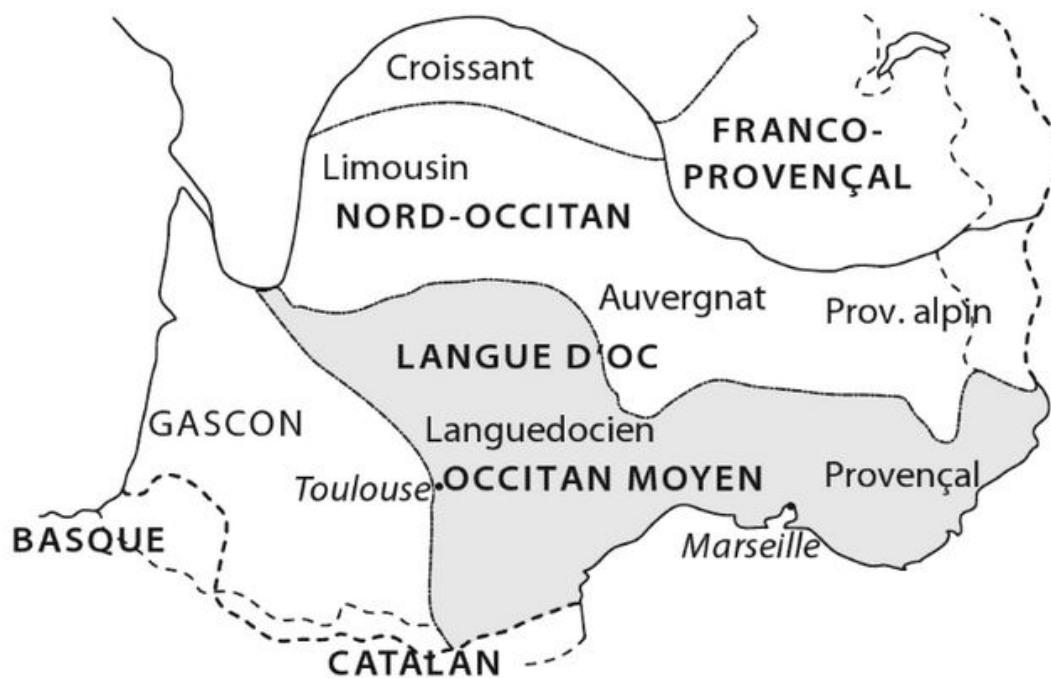 Croissant
FRANCO-
PROVENÇAL
Limousin
NORD-OCCITAN
Auvergnat
Prov. alpin
LANGUE D'OC
GASCON
Languedocien
Toulouse
OCCITAN MOYEN
Provençal
BASQUE
Marseille
CATALAN